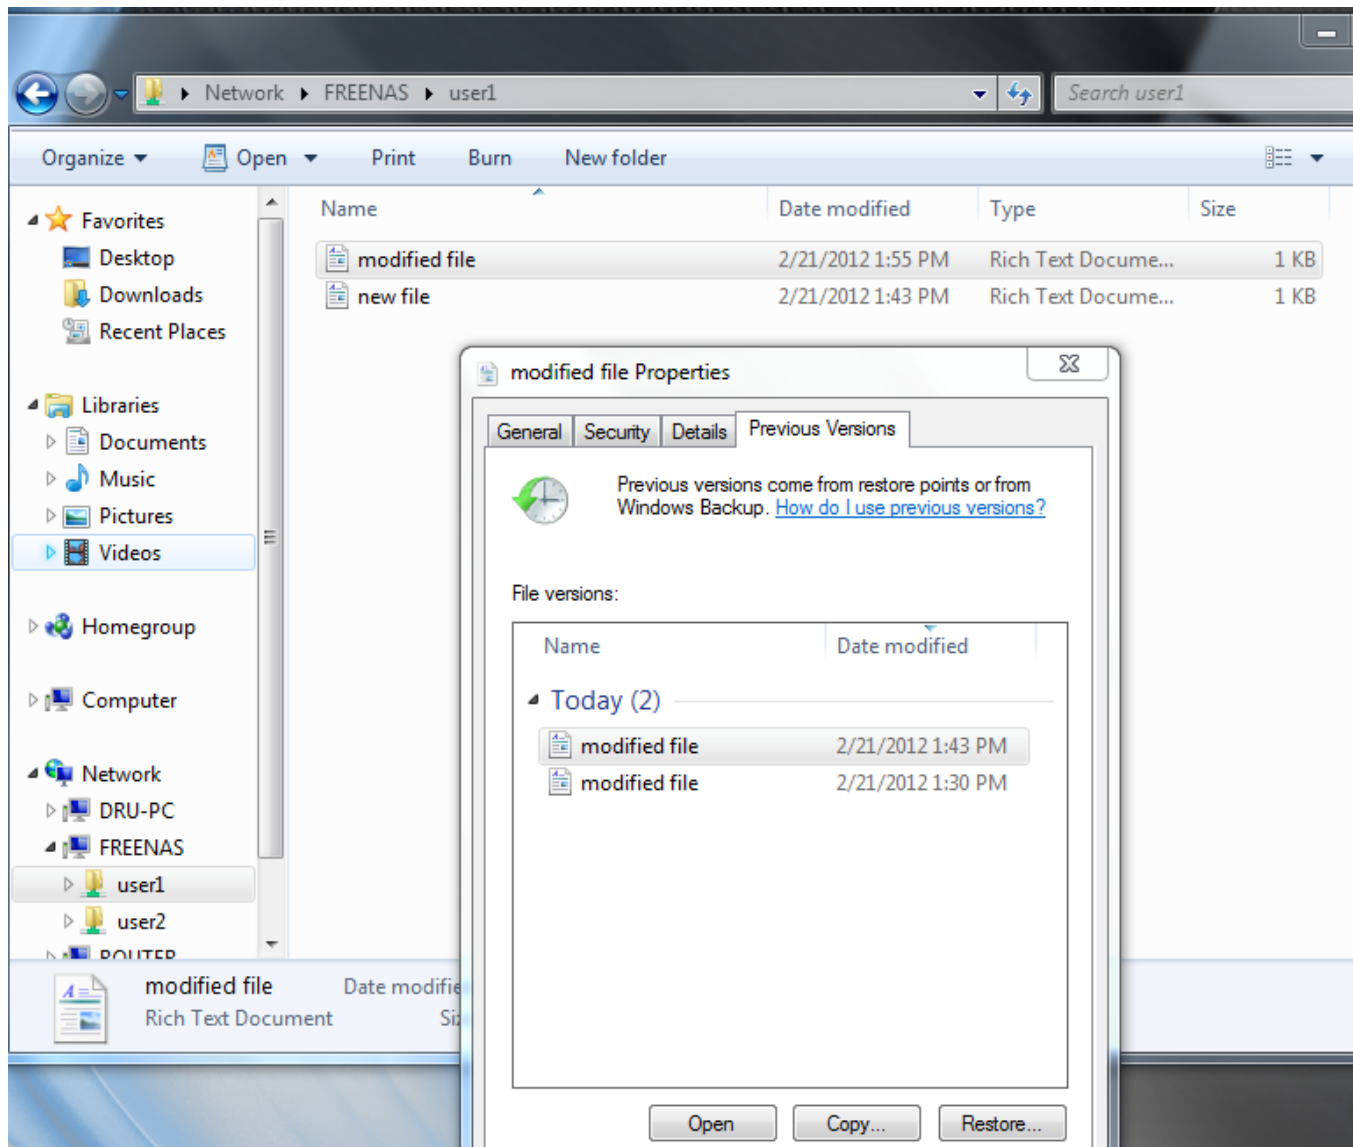 Network FREENAS user1
Search user1
Organize Open Print Burn New folder
Favorites
Desktop
Downloads
Recent Places
Libraries
Documents
Music
Pictures
Videos
Homegroup
Computer
Network
DRU-PC
FREENAS
user1
user2
ROUTER
Name Date modified Type Size
modified file 2/21/2012 1:55 PM Rich Text Docume... 1 KB
new file 2/21/2012 1:43 PM Rich Text Docume... 1 KB
modified file Properties
General Security Details Previous Versions
Previous versions come from restore points or from
Windows Backup. How do I use previous versions?
File versions:
Name Date modified
Today (2)
modified file 2/21/2012 1:43 PM
modified file 2/21/2012 1:30 PM
Open Copy... Restore...
modified file Date modifie
Rich Text Document Siz